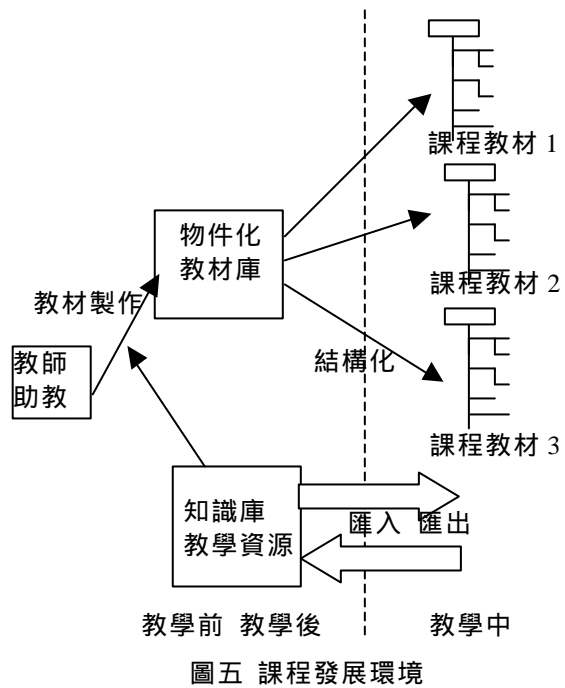 課程教材 1
物件化
教材庫
課程教材 2
教材製作
教師
助教
結構化
課程教材 3
知識庫
教學資源
匯入 匯出
教學前 教學後
教學中
圖五 課程發展環境